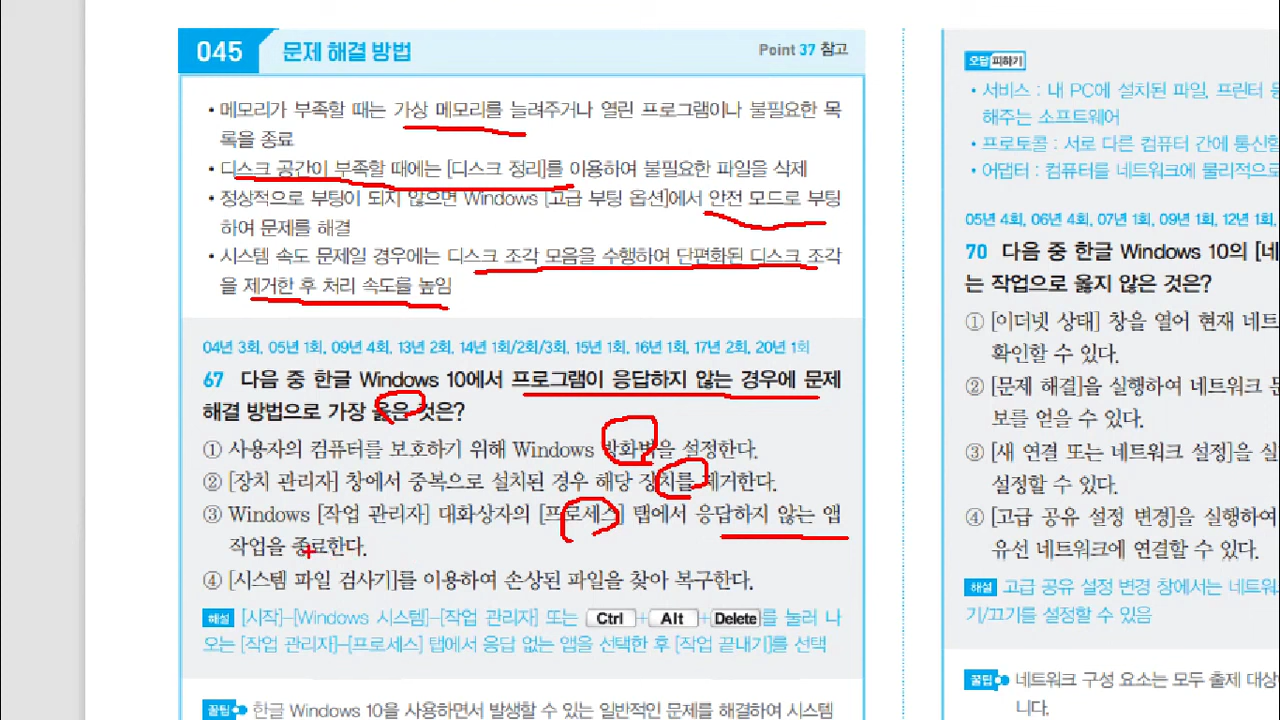 045 문제 해결 방법 Point 37 참고
• 메모리가 부족할 때는 가상 메모리를 늘려주거나 열린 프로그램이나 불필요한 목
록을 종료
• 디스크 공간이 부족할 때에는 [디스크 정리]를 이용하여 불필요한 파일을 삭제
• 정상적으로 부팅이 되지 않으면 Windows [고급 부팅 옵션]에서 안전 모드로 부팅
하여 문제를 해결
• 시스템 속도 문제일 경우에는 디스크 조각 모음을 수행하여 단편화된 디스크 조각
을 제거한 후 처리 속도를 높임
04년 3회, 05년 1회, 09년 4회, 13년 2회, 14년 1회/2회/3회, 15년 1회, 16년 1회, 17년 2회, 20년 1회
67 다음 중 한글 Windows 10에서 프로그램이 응답하지 않는 경우에 문제
해결 방법으로 가장 옳은 것은?
① 사용자의 컴퓨터를 보호하기 위해 Windows 방화벽을 설정한다.
② [장치 관리자] 창에서 중복으로 설치된 경우 해당 장치를 제거한다.
③ Windows [작업 관리자] 대화상자의 [프로세스] 탭에서 응답하지 않는 앱
작업을 종료한다.
④ [시스템 파일 검사기]를 이용하여 손상된 파일을 찾아 복구한다.
해설 [시작]-[Windows 시스템]-[작업 관리자] 또는 Ctrl+Alt+Delete를 눌러 나
오는 [작업 관리자]-[프로세스] 탭에서 응답 없는 앱을 선택한 후 [작업 끝내기]를 선택
꿀팁 한글 Windows 10을 사용하면서 발생할 수 있는 일반적인 문제를 해결하여 시스템
오답 피하기
• 서비스 : 내 PC에 설치된 파일, 프린터 등
해주는 소프트웨어
• 프로토콜 : 서로 다른 컴퓨터 간에 통신할
• 어댑터 : 컴퓨터를 네트워크에 물리적으로
05년 4회, 06년 4회, 07년 1회, 09년 1회, 12년 1회,
70 다음 중 한글 Windows 10의 [네
는 작업으로 옳지 않은 것은?
① [이더넷 상태] 창을 열어 현재 네트
확인할 수 있다.
② [문제 해결]을 실행하여 네트워크 문
보를 얻을 수 있다.
③ [새 연결 또는 네트워크 설정]을 실
설정할 수 있다.
④ [고급 공유 설정 변경]을 실행하여
유선 네트워크에 연결할 수 있다.
해설 고급 공유 설정 변경 창에서는 네트워
기/끄기를 설정할 수 있음
꿀팁 네트워크 구성 요소는 모두 출제 대상
니다.